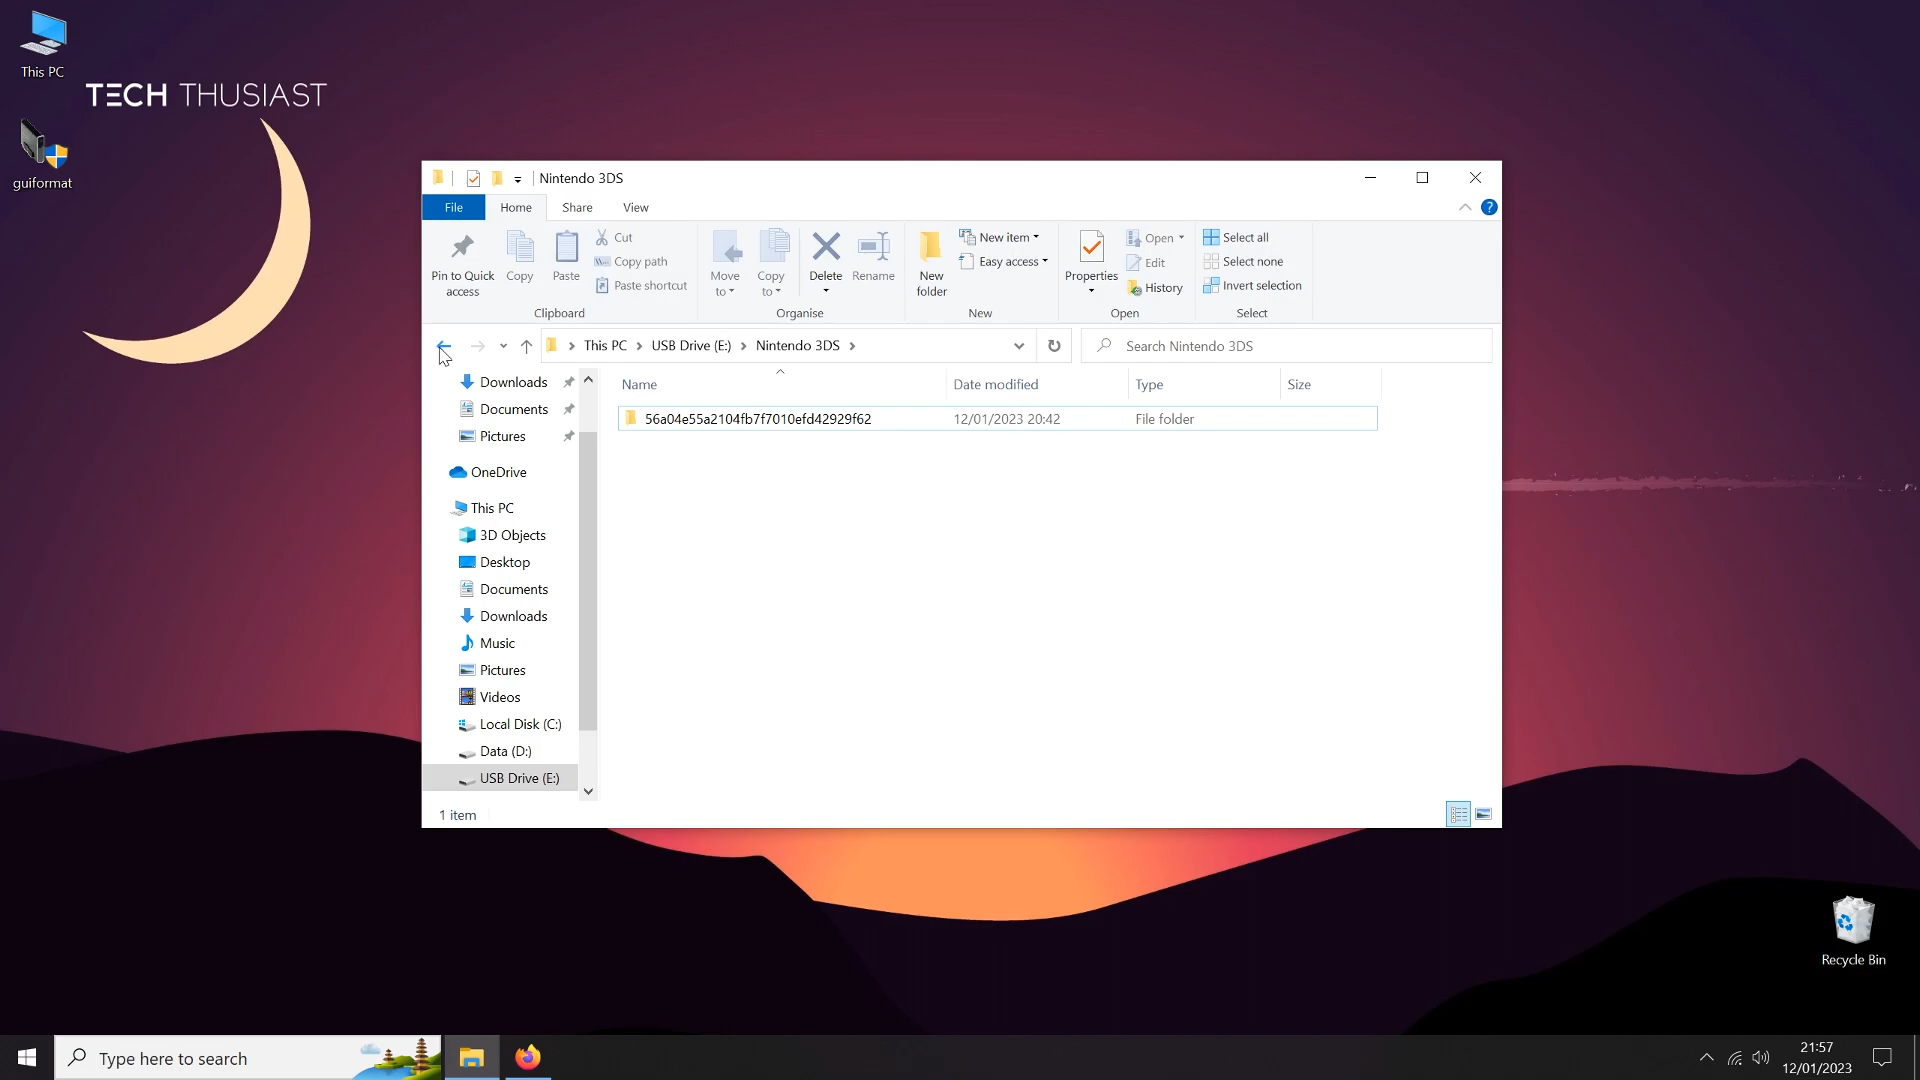 This PC
TECH THUSIAST
guiformat
Nintendo 3DS
File Home Share View
Pin to Quick access
Copy
Paste
Cut
Copy path
Paste shortcut
Clipboard
Move to
Copy to
Delete
Rename
Organise
New folder
New item
Easy access
New
Properties
Open
Edit
History
Open
Select all
Select none
Invert selection
Select
This PC > USB Drive (E:) > Nintendo 3DS >
Search Nintendo 3DS
Name Date modified Type Size
56a04e55a2104fb7f7010efd42929f62 12/01/2023 20:42 File folder
Downloads
Documents
Pictures
OneDrive
This PC
3D Objects
Desktop
Documents
Downloads
Music
Pictures
Videos
Local Disk (C:)
Data (D:)
USB Drive (E:)
1 item
Recycle Bin
Type here to search
21:57
12/01/2023